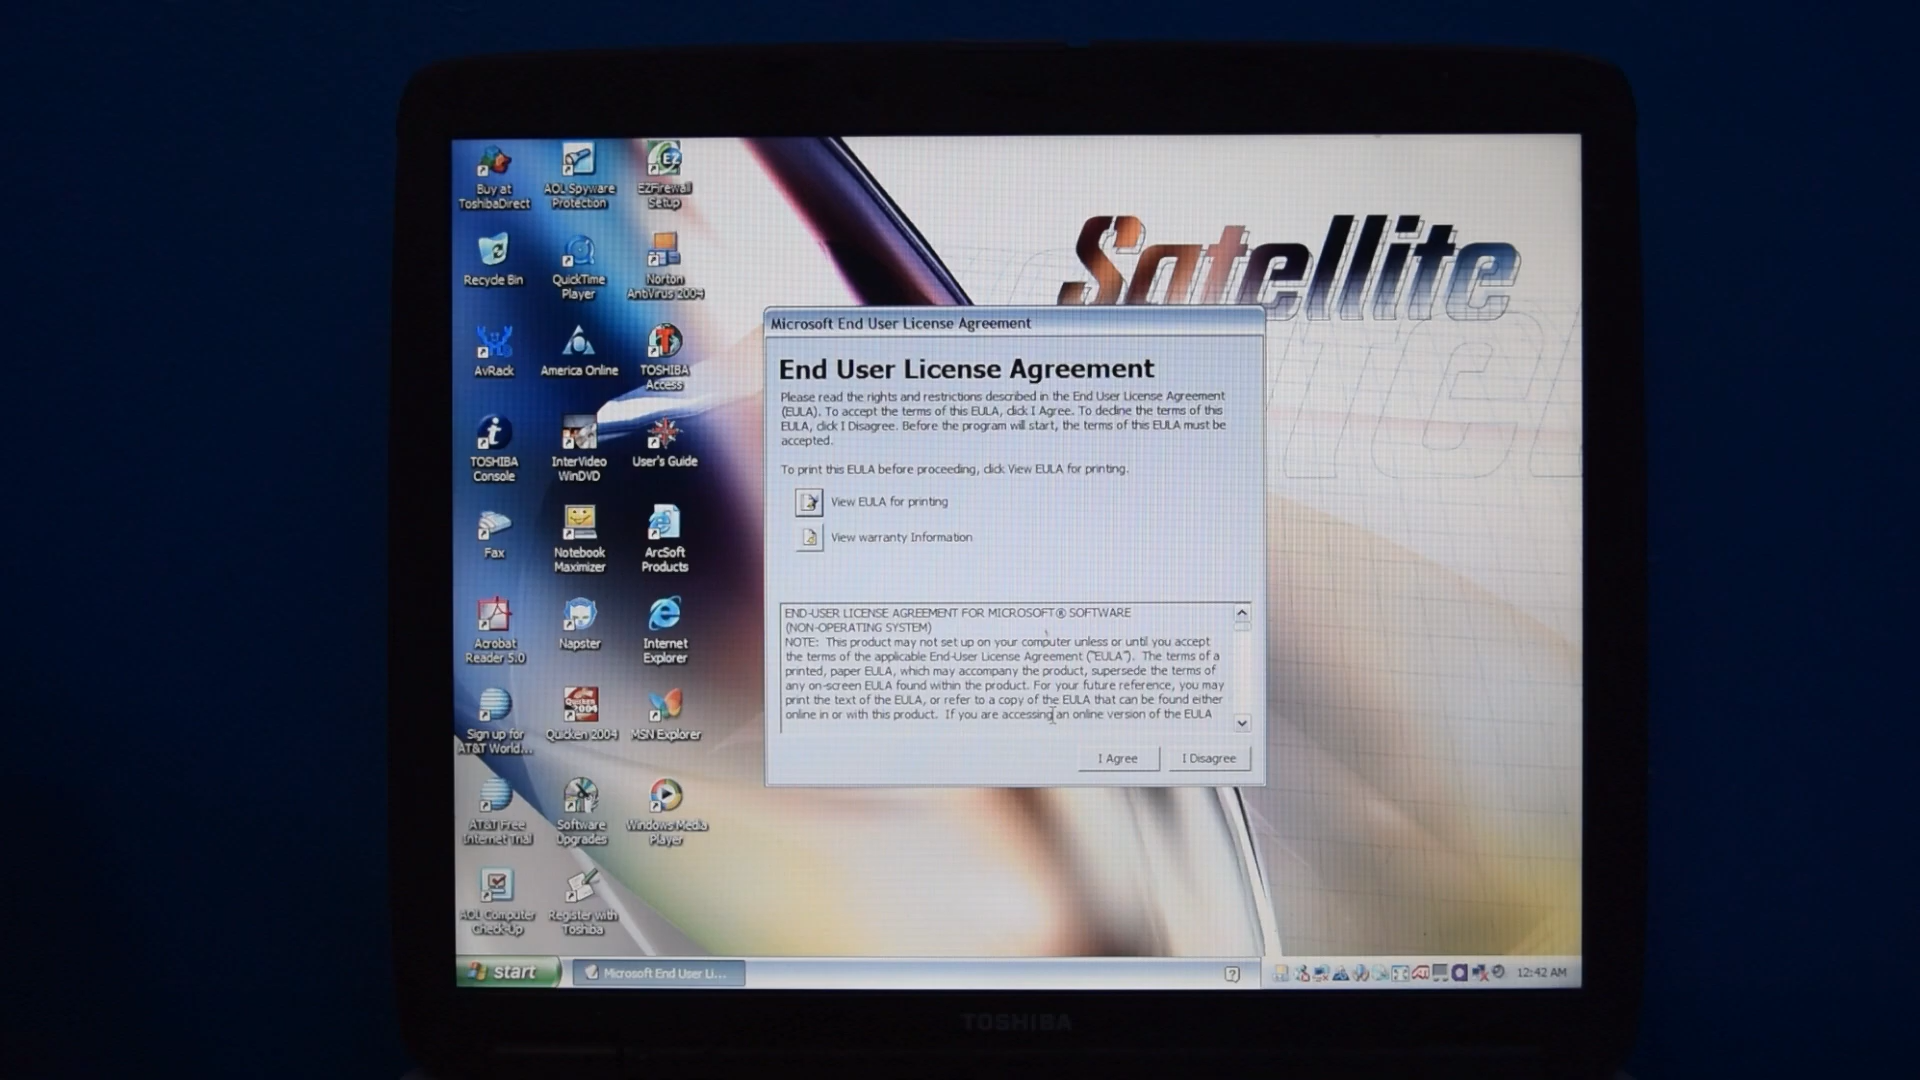 Satellite
Buy at
ToshibaDirect
AOL Spyware
Protection
EZFirewall
Setup
Recycle Bin
QuickTime
Player
Norton
AntiVirus 2004
AvRack
America Online
TOSHIBA
Access
TOSHIBA
Console
InterVideo
WinDVD
User's Guide
Fax
Notebook
Maximizer
ArcSoft
Products
Acrobat
Reader 5.0
Napster
Internet
Explorer
Sign up for
AT&T World...
Quicken 2004
MSN Explorer
AT&T Free
Internet Trial
Software
Upgrades
Windows Media
Player
AOL Computer
Check-Up
Register with
Toshiba
Microsoft End User License Agreement
End User License Agreement
Please read the rights and restrictions described in the End User License Agreement
(EULA). To accept the terms of this EULA, click I Agree. To decline the terms of this
EULA, click I Disagree. Before the program will start, the terms of this EULA must be
accepted.
To print this EULA before proceeding, click View EULA for printing.
View EULA for printing
View warranty Information
END-USER LICENSE AGREEMENT FOR MICROSOFT® SOFTWARE
(NON-OPERATING SYSTEM)
NOTE: This product may not set up on your computer unless or until you accept
the terms of the applicable End-User License Agreement ("EULA"). The terms of a
printed, paper EULA, which may accompany the product, supersede the terms of
any on-screen EULA found within the product. For your future reference, you may
print the text of the EULA, or refer to a copy of the EULA that can be found either
online in or with this product. If you are accessing an online version of the EULA
I Agree
I Disagree
start
Microsoft End User Li...
12:42 AM
TOSHIBA